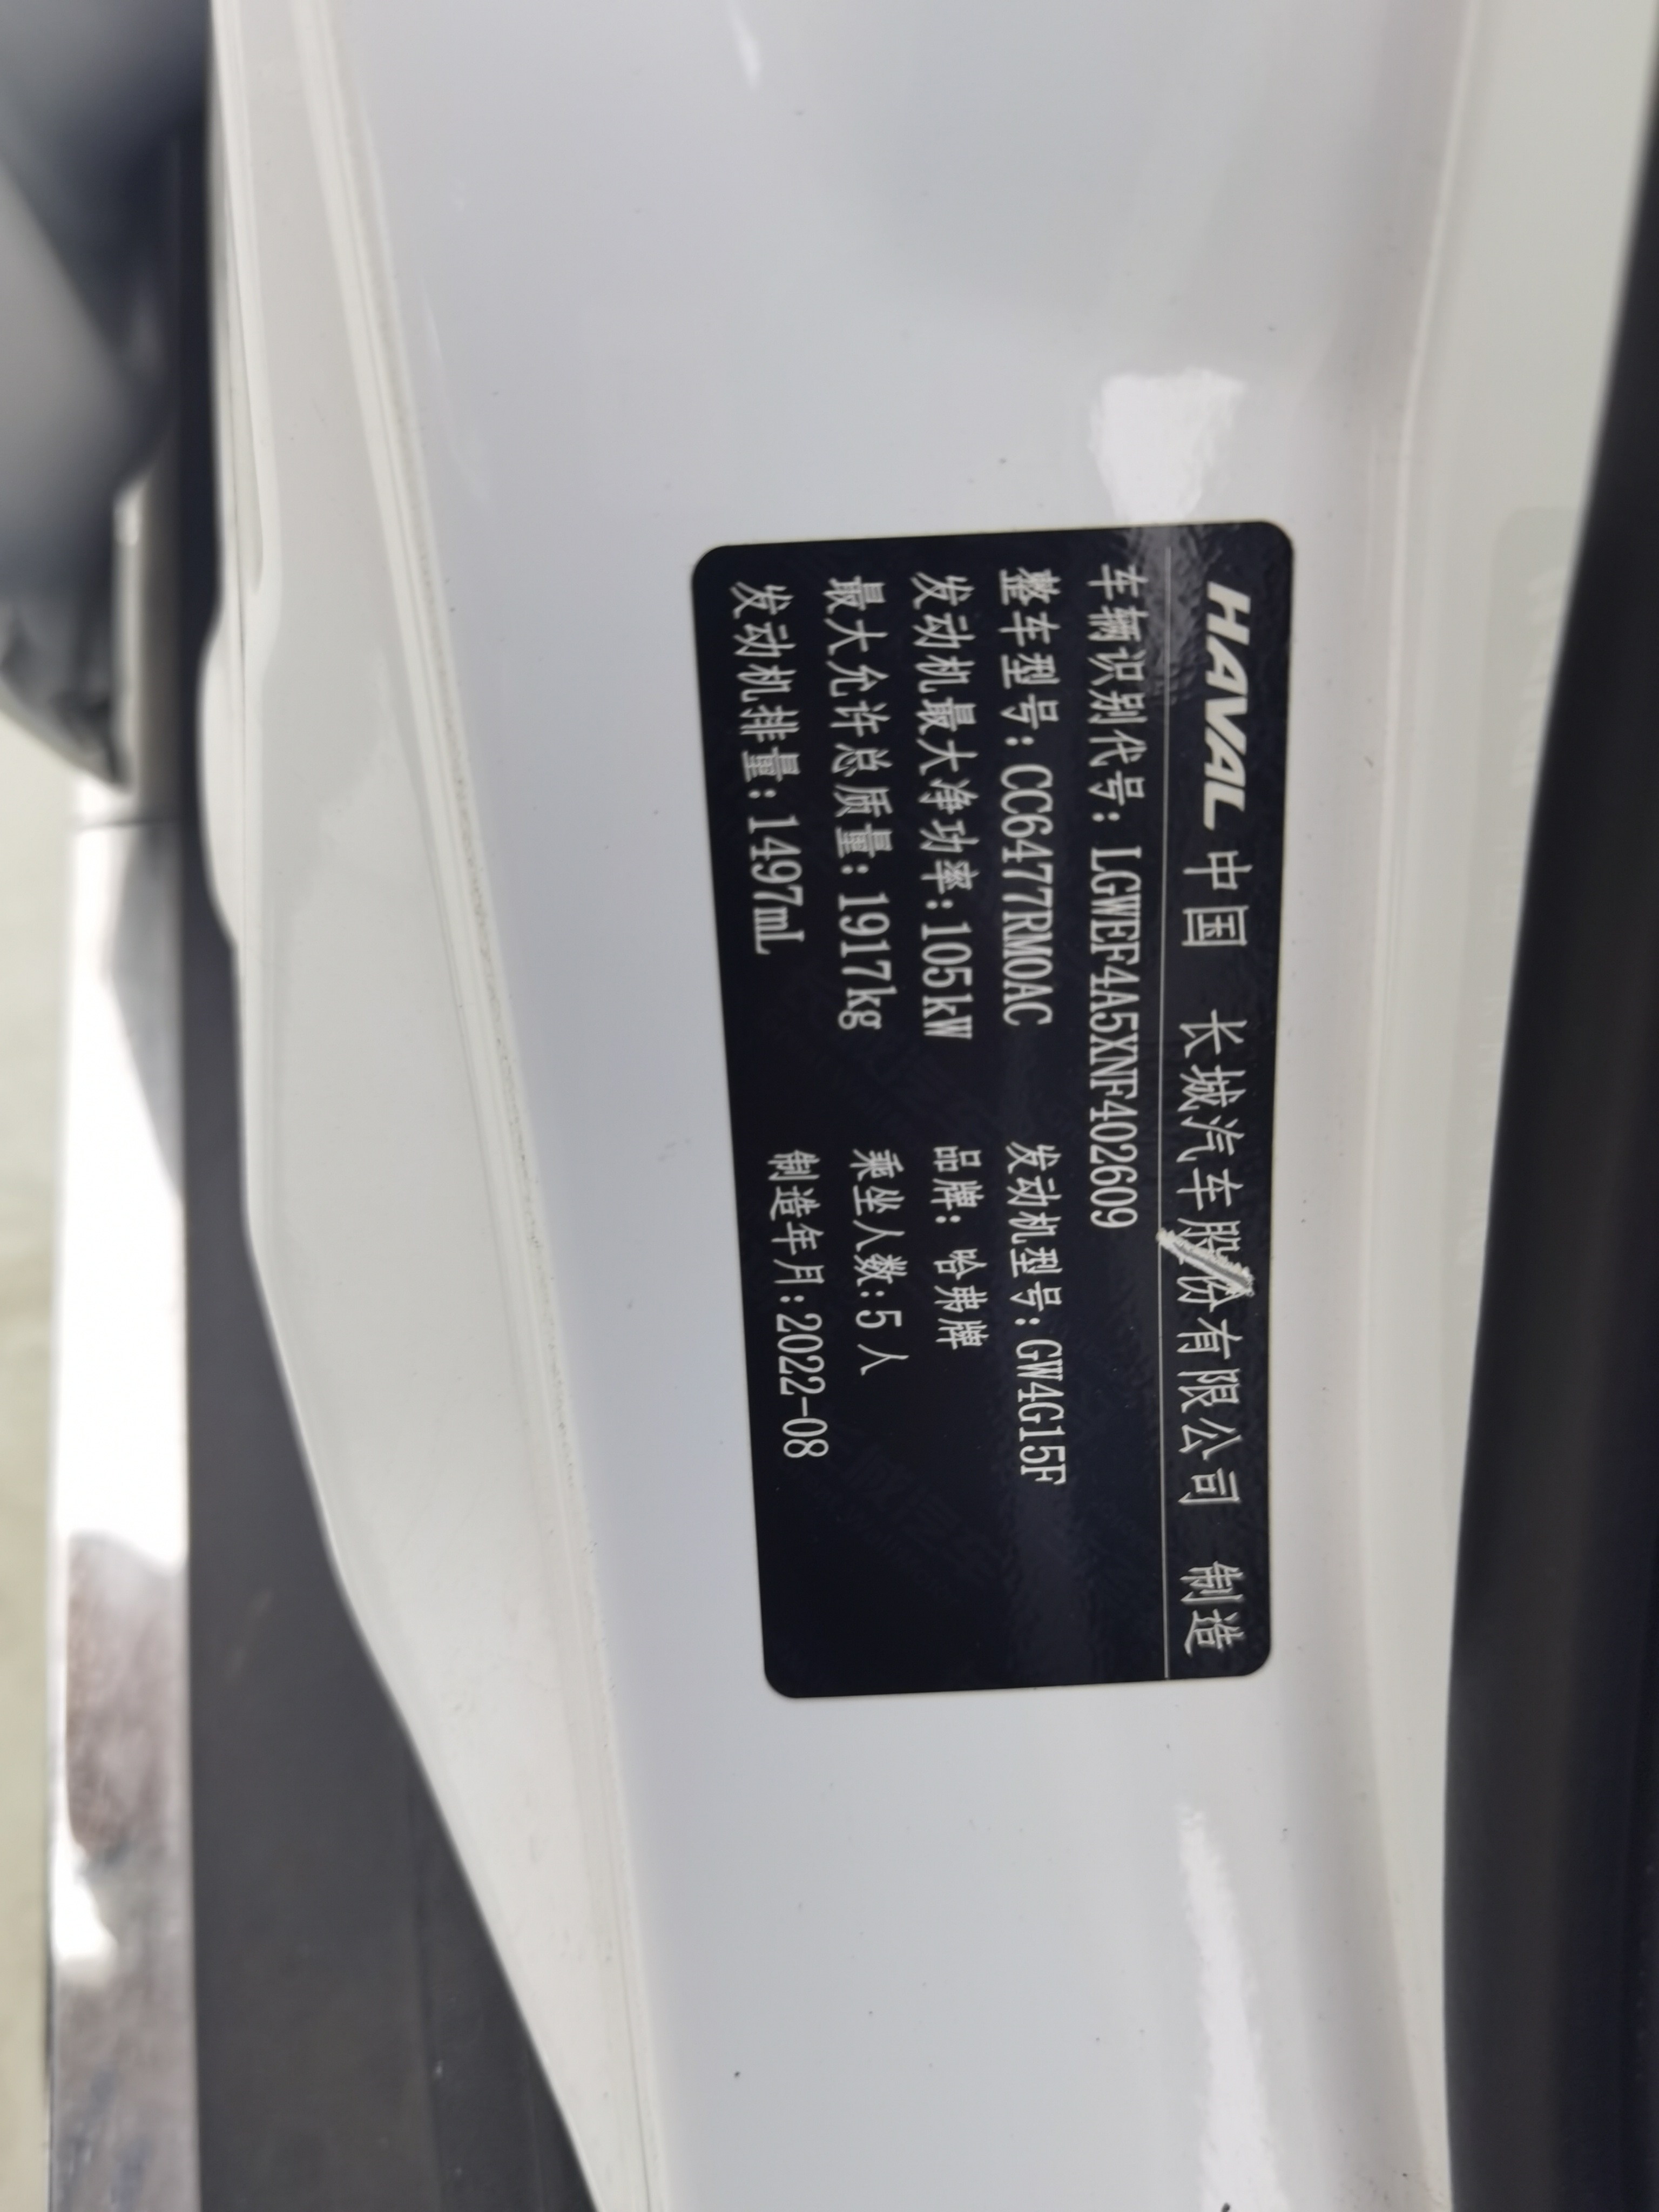 HAVAL 中国 长城汽车股份有限公司 制造
车辆识别代号：LGWEF4A5XNF402609
整车型号：CC6477RM0AC 发动机型号：GW4G15F
发动机最大净功率：105kW 品牌：哈弗牌
最大允许总质量：1917kg 乘坐人数：5人
发动机排量：1497mL 制造年月：2022-08